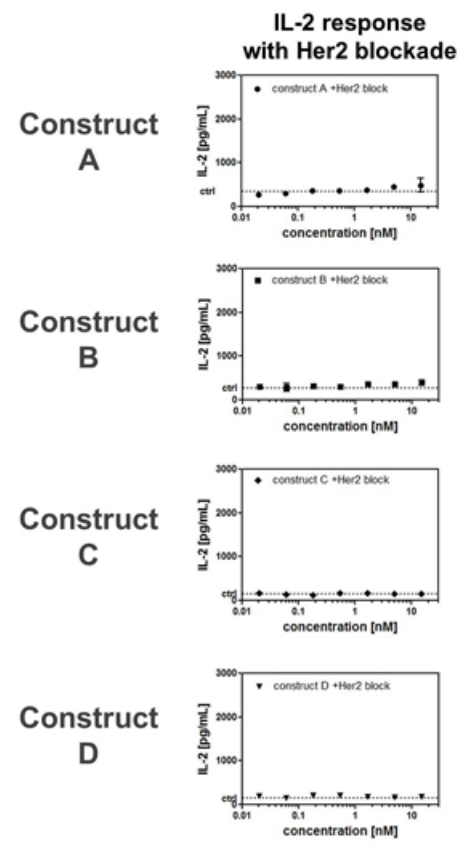 IL-2 response
with Her2 blockade
Construct
A
3000
2000
1000
ctrl
0
IL-2 [pg/mL]
construct A +Her2 block
0.01 0.1 1 10
concentration [nM]
Construct
B
3000
2000
1000
ctrl
0
IL-2 [pg/mL]
construct B +Her2 block
0.01 0.1 1 10
concentration [nM]
Construct
C
3000
2000
1000
ctrl
0
IL-2 [pg/mL]
construct C +Her2 block
0.01 0.1 1 10
concentration [nM]
Construct
D
3000
2000
1000
ctrl
0
IL-2 [pg/mL]
construct D +Her2 block
0.01 0.1 1 10
concentration [nM]